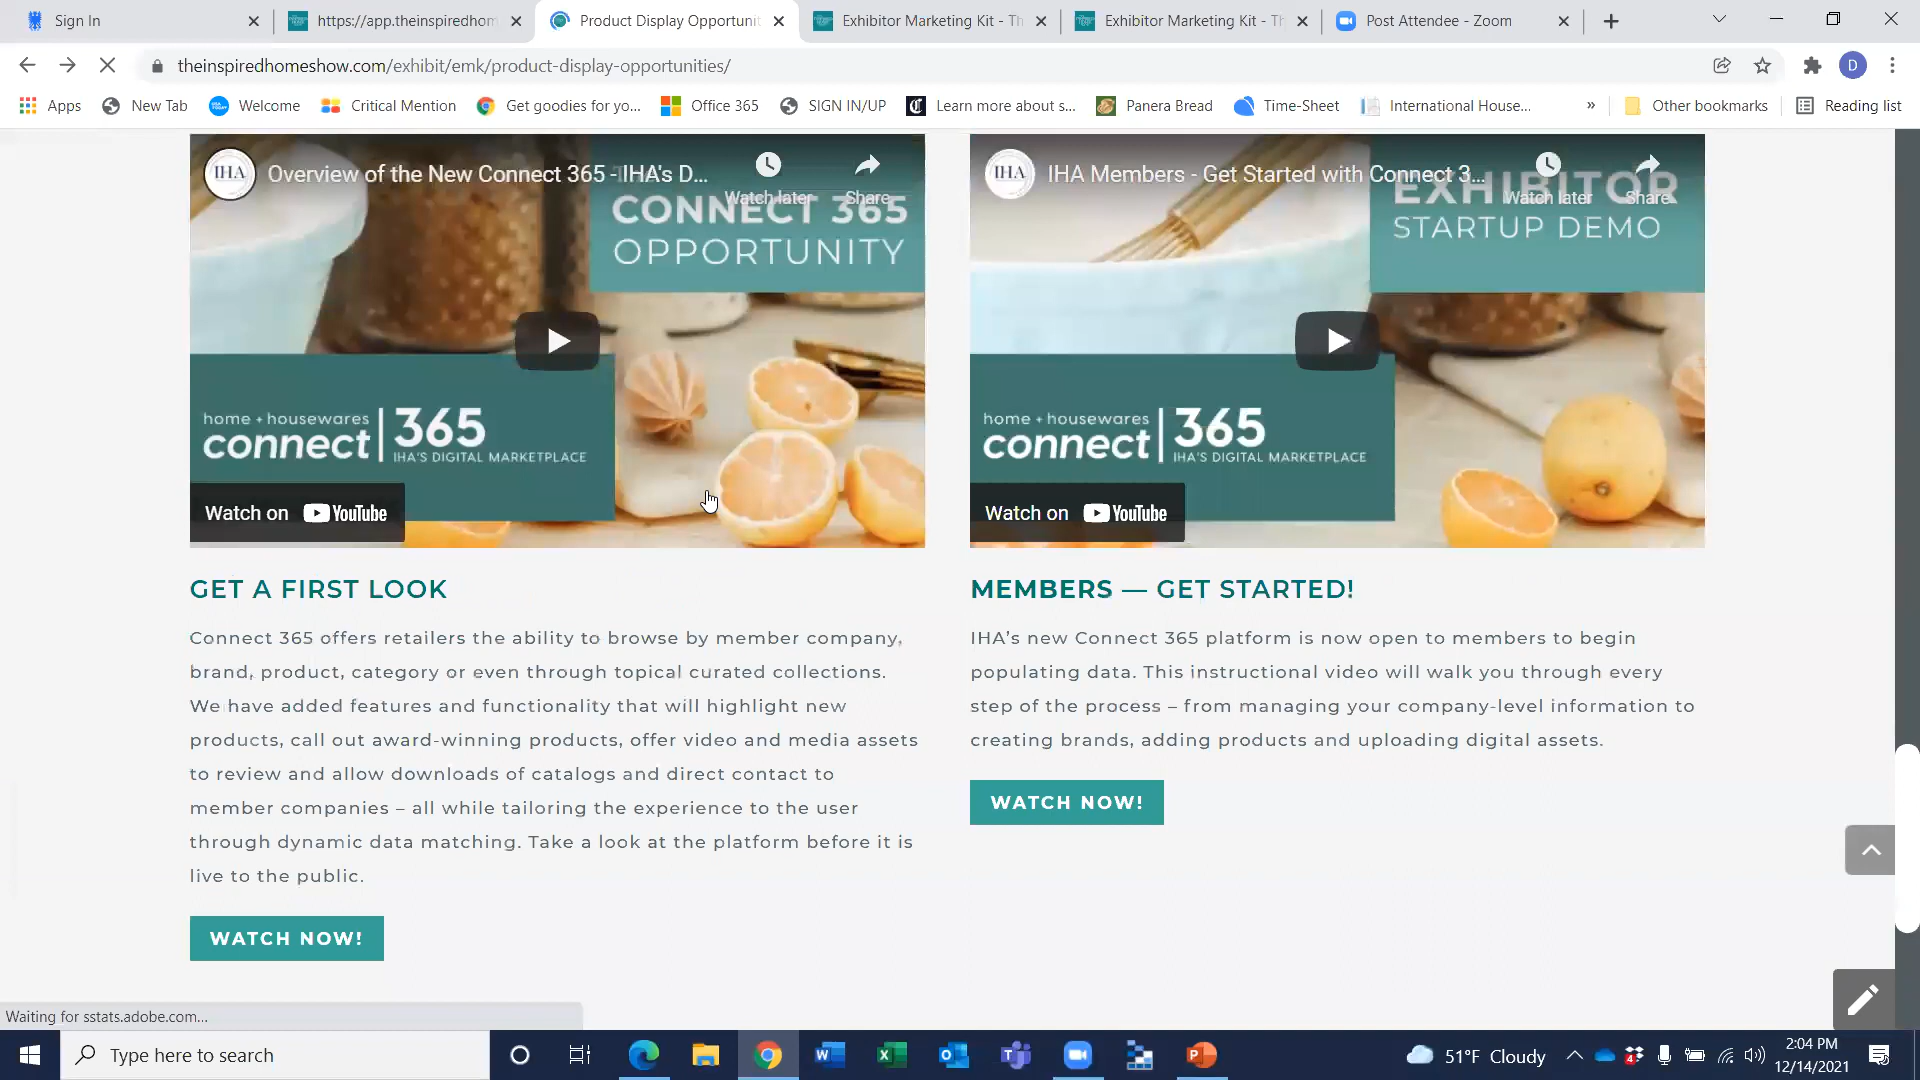 Sign In
https://app.theinspiredhom
Product Display Opportunit
Exhibitor Marketing Kit - Th
Exhibitor Marketing Kit - Th
Post Attendee - Zoom
theinspiredhomeshow.com/exhibit/emk/product-display-opportunities/
D
Apps
New Tab
Welcome
Critical Mention
Get goodies for yo...
Office 365
SIGN IN/UP
Learn more about s...
Panera Bread
Time-Sheet
International House...
»
Other bookmarks
Reading list
IHA
Overview of the New Connect 365 - IHA's D...
Watch later
Share
CONNECT 365
OPPORTUNITY
home + housewares
connect | 365
IHA'S DIGITAL MARKETPLACE
Watch on YouTube
IHA
IHA Members - Get Started with Connect 3...
Watch later
Share
EXHIBITOR
STARTUP DEMO
home + housewares
connect | 365
IHA'S DIGITAL MARKETPLACE
Watch on YouTube
GET A FIRST LOOK
Connect 365 offers retailers the ability to browse by member company,
brand, product, category or even through topical curated collections.
We have added features and functionality that will highlight new
products, call out award-winning products, offer video and media assets
to review and allow downloads of catalogs and direct contact to
member companies – all while tailoring the experience to the user
through dynamic data matching. Take a look at the platform before it is
live to the public.
WATCH NOW!
MEMBERS — GET STARTED!
IHA's new Connect 365 platform is now open to members to begin
populating data. This instructional video will walk you through every
step of the process – from managing your company-level information to
creating brands, adding products and uploading digital assets.
WATCH NOW!
Waiting for sstats.adobe.com...
Type here to search
51°F Cloudy
2:04 PM
12/14/2021